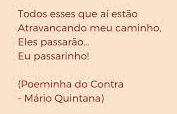 Todos esses que aí estão
Atravancando meu caminho,
Eles passarão...
Eu passarinho!
(Poeminha do Contra
- Mário Quintana)